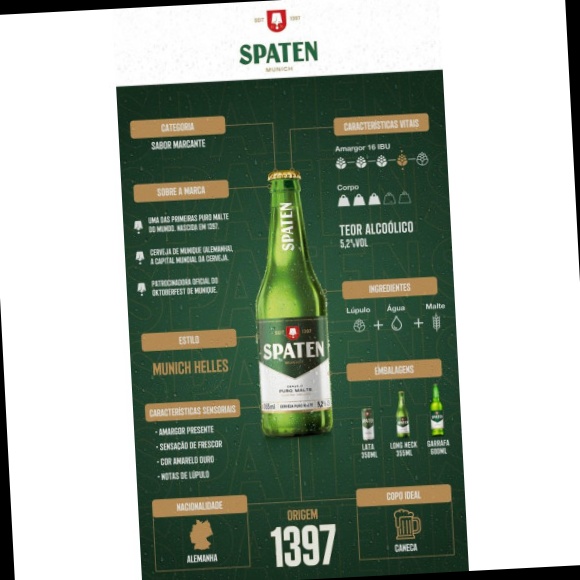 SDT 1397
SPATEN
MUNICH
CATEGORIA
SABOR MARCANTE
SOBRE A MARCA
UMA DAS PRIMEIRAS PURO MALTE
DO MUNDO. NASCIDA EM 1397.
CERVEJA DE MUNIQUE (ALEMANHA),
A CAPITAL MUNDIAL DA CERVEJA.
PATROCINADORA OFICIAL DO
OKTOBERFEST DE MUNIQUE.
ESTILO
MUNICH HELLES
CARACTERÍSTICAS SENSORIAIS
• AMARGOR PRESENTE
• SENSAÇÃO DE FRESCOR
• COR AMARELO OURO
• NOTAS DE LÚPULO
NACIONALIDADE
ALEMANHA
SPATEN
SPATEN
PURO MALTE
ORIGEM
1397
CARACTERÍSTICAS VITAIS
Amargor 16 IBU
Corpo
TEOR ALCOÓLICO
5,2%VOL
INGREDIENTES
Lúpulo Água Malte
+ +
EMBALAGENS
LATA
350ML
LONG NECK
355ML
GARRAFA
600ML
COPO IDEAL
CANECA